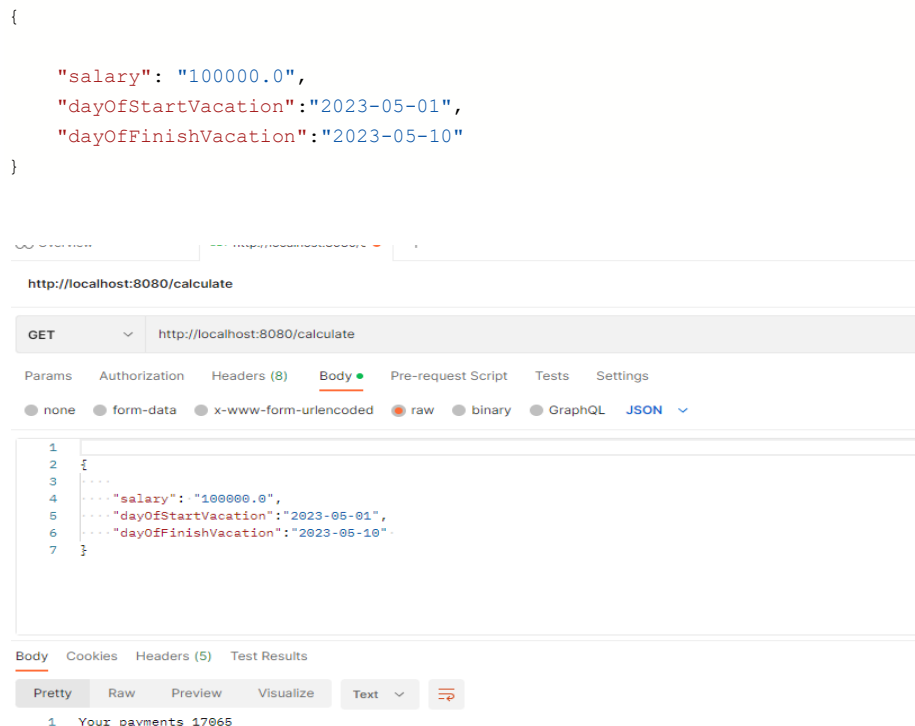 {
"salary": "100000.0",
"dayOfStartVacation":"2023-05-01",
"dayOfFinishVacation":"2023-05-10"
}
http://localhost:8080/calculate
GET http://localhost:8080/calculate
Params Authorization Headers (8) Body Pre-request Script Tests Settings
none form-data x-www-form-urlencoded raw binary GraphQL JSON
1
2 {
3 ····
4 ····"salary":·"100000.0",
5 ····"dayOfStartVacation":"2023-05-01",
6 ····"dayOfFinishVacation":"2023-05-10"·
7 }
Body Cookies Headers (5) Test Results
Pretty Raw Preview Visualize Text
1 Your payments 17065